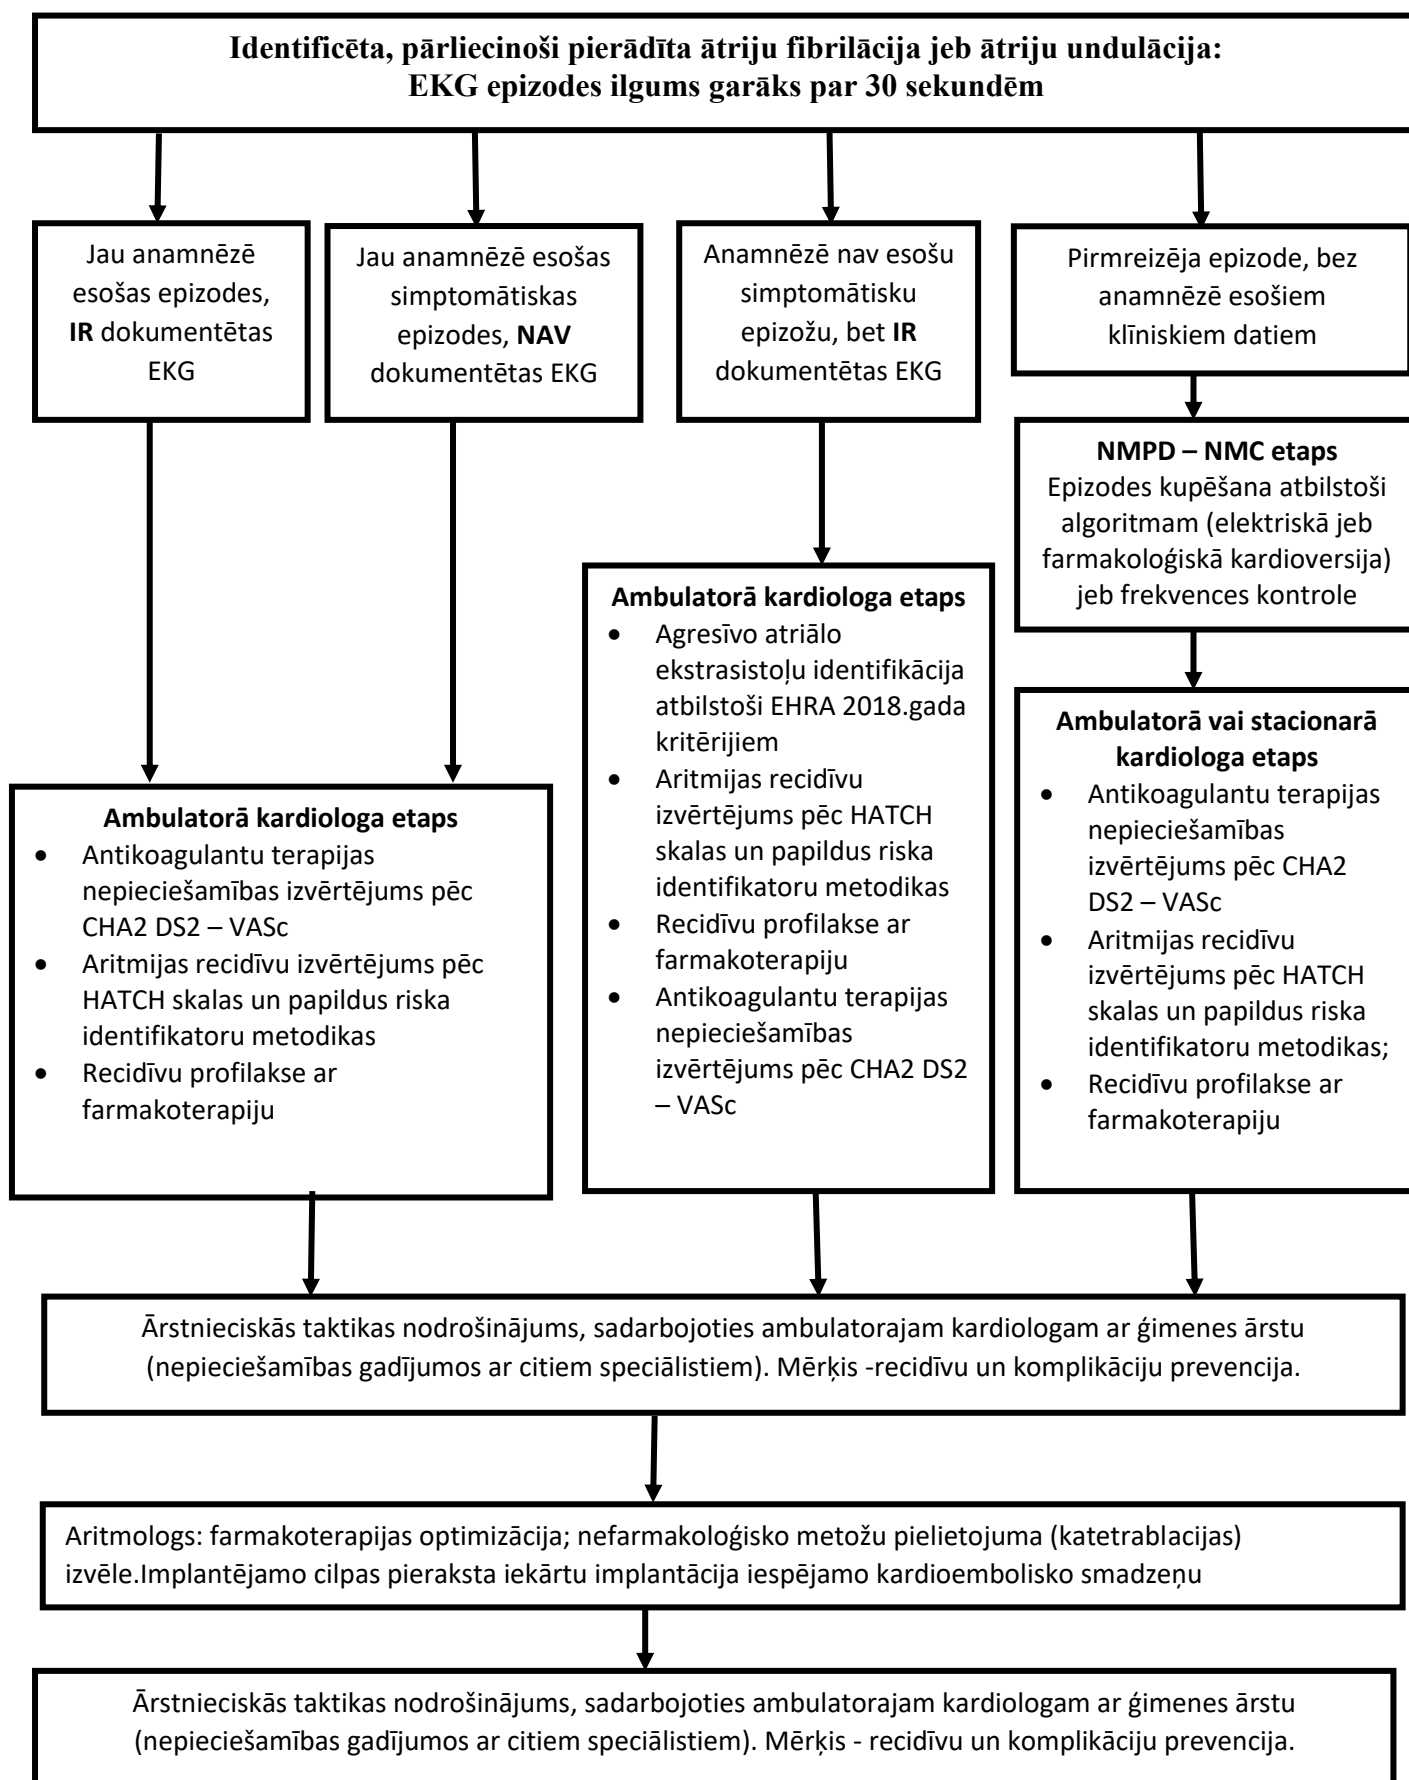 Identificēta, pārliecinoši pierādīta ātriju fibrilācija jeb ātriju undulācija:
EKG epizodes ilgums garāks par 30 sekundēm
Jau anamnēzē
esošas epizodes,
IR dokumentētas
EKG
Jau anamnēzē esošas
simptomātiskas
epizodes, NAV
dokumentētas EKG
Anamnēzē nav esošu
simptomātisku
epizožu, bet IR
dokumentētas EKG
Pirmreizēja epizode, bez
anamnēzē esošiem
klīniskiem datiem
NMPD – NMC etaps
Epizodes kupēšana atbilstoši
algoritmam (elektriskā jeb
farmakoloģiskā kardioversija)
jeb frekvences kontrole
Ambulatorā kardiologa etaps
• Antikoagulantu terapijas
nepieciešamības izvērtējums pēc
CHA2 DS2 – VASc
• Aritmijas recidīvu izvērtējums pēc
HATCH skalas un papildus riska
identifikatoru metodikas
• Recidīvu profilakse ar
farmakoterapiju
Ambulatorā kardiologa etaps
• Agresīvo atriālo
ekstrasistoļu identifikācija
atbilstoši EHRA 2018.gada
kritērijiem
• Aritmijas recidīvu
izvērtējums pēc HATCH
skalas un papildus riska
identifikatoru metodikas
• Recidīvu profilakse ar
farmakoterapiju
• Antikoagulantu terapijas
nepieciešamības
izvērtējums pēc CHA2 DS2
– VASc
Ambulatorā vai stacionarā
kardiologa etaps
• Antikoagulantu terapijas
nepieciešamības
izvērtējums pēc CHA2
DS2 – VASc
• Aritmijas recidīvu
izvērtējums pēc HATCH
skalas un papildus riska
identifikatoru metodikas;
• Recidīvu profilakse ar
farmakoterapiju
Ārstnieciskās taktikas nodrošinājums, sadarbojoties ambulatorajam kardiologam ar ģimenes ārstu
(nepieciešamības gadījumos ar citiem speciālistiem). Mērķis -recidīvu un komplikāciju prevencija.
Aritmologs: farmakoterapijas optimizācija; nefarmakoloģisko metožu pielietojuma (katetrablacijas)
izvēle.Implantējamo cilpas pieraksta iekārtu implantācija iespējamo kardioembolisko smadzeņu
Ārstnieciskās taktikas nodrošinājums, sadarbojoties ambulatorajam kardiologam ar ģimenes ārstu
(nepieciešamības gadījumos ar citiem speciālistiem). Mērķis - recidīvu un komplikāciju prevencija.